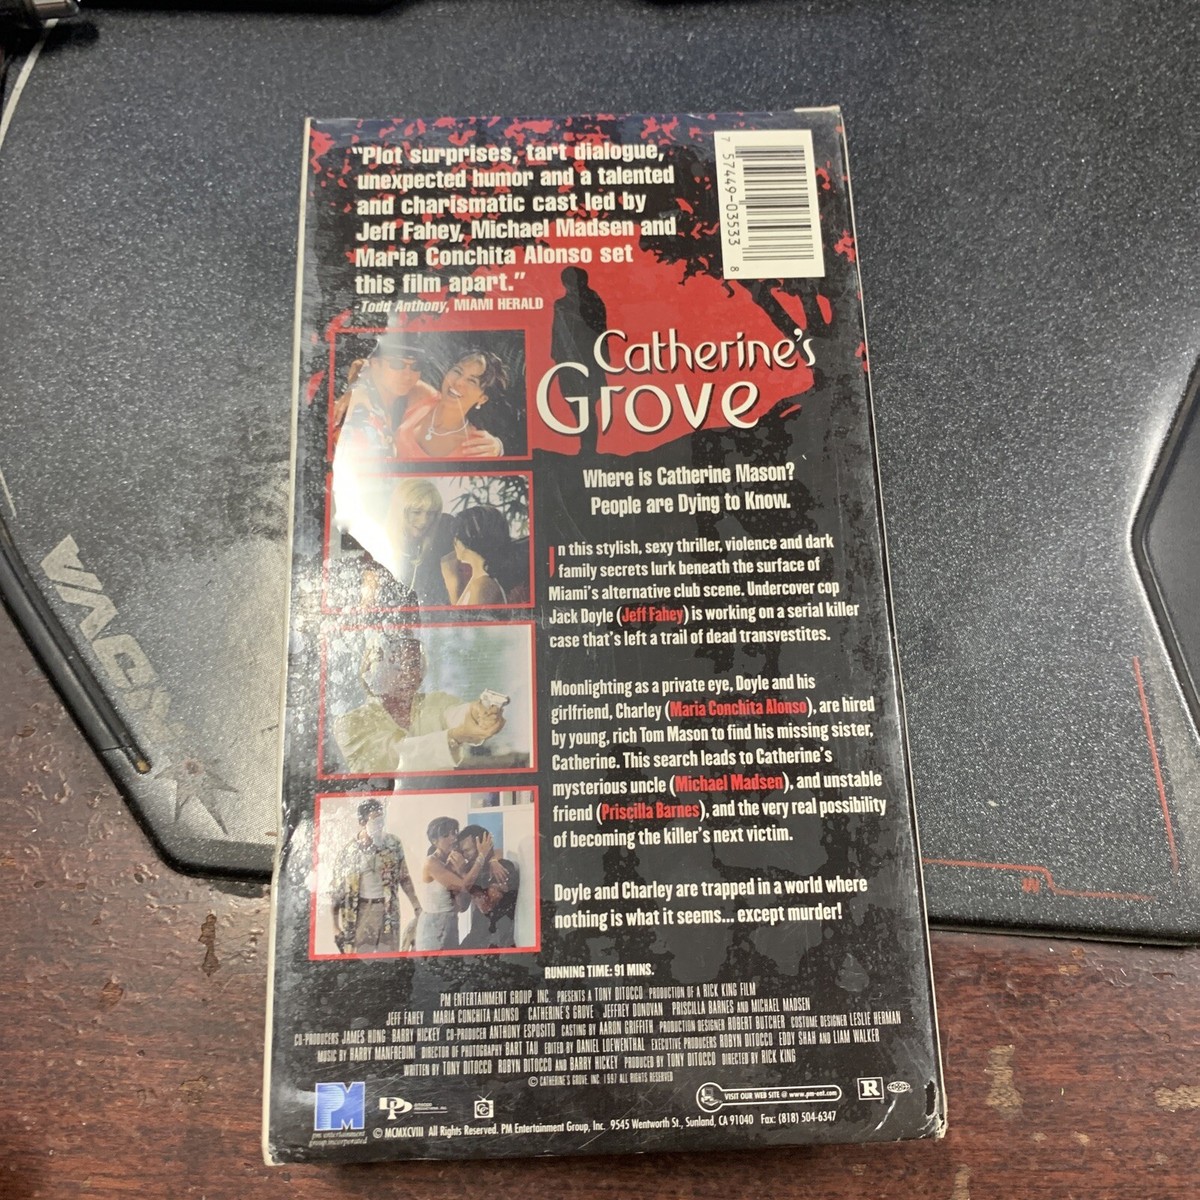 “Plot surprises, tart dialogue,
unexpected humor and a talented
and charismatic cast led by
Jeff Fahey, Michael Madsen and
Maria Conchita Alonso set
this film apart.”
-Todd Anthony, MIAMI HERALD
7 57449-03533 8
Catherine's
Grove
Where is Catherine Mason?
People are Dying to Know.
In this stylish, sexy thriller, violence and dark
family secrets lurk beneath the surface of
Miami's alternative club scene. Undercover cop
Jack Doyle (Jeff Fahey) is working on a serial killer
case that's left a trail of dead transvestites.
Moonlighting as a private eye, Doyle and his
girlfriend, Charley (Maria Conchita Alonso), are hired
by young, rich Tom Mason to find his missing sister,
Catherine. This search leads to Catherine's
mysterious uncle (Michael Madsen), and unstable
friend (Priscilla Barnes), and the very real possibility
of becoming the killer's next victim.
Doyle and Charley are trapped in a world where
nothing is what it seems... except murder!
RUNNING TIME: 91 MINS.
PM ENTERTAINMENT GROUP, INC. PRESENTS A TONY DITOCCO PRODUCTION OF A RICK KING FILM
JEFF FAHEY MARIA CONCHITA ALONSO CATHERINE'S GROVE JEFFREY DONOVAN PRISCILLA BARNES AND MICHAEL MADSEN
CO-PRODUCERS JAMES HONG BARRY HICKEY CO-PRODUCER ANTHONY ESPOSITO CASTING BY AARON GRIFFITH PRODUCTION DESIGNER ROBERT BUTCHER COSTUME DESIGNER LESLIE HERMAN
MUSIC BY HARRY MANFREDINI DIRECTOR OF PHOTOGRAPHY BART TAU EDITED BY DANIEL LOEWENTHAL EXECUTIVE PRODUCERS ROBYN DITOCCO EDDY SHAH AND LIAM WALKER
WRITTEN BY TONY DITOCCO ROBYN DITOCCO AND BARRY HICKEY PRODUCED BY TONY DITOCCO DIRECTED BY RICK KING
© CATHERINE'S GROVE, INC. 1997 ALL RIGHTS RESERVED
PM
pm entertainment
group, incorporated
DP
CC
VISIT OUR WEB SITE @ www.pm-ent.com
R
© MCMXCVIII All Rights Reserved. PM Entertainment Group, Inc. 9545 Wentworth St., Sunland, CA 91040 Fax: (818) 504-6347